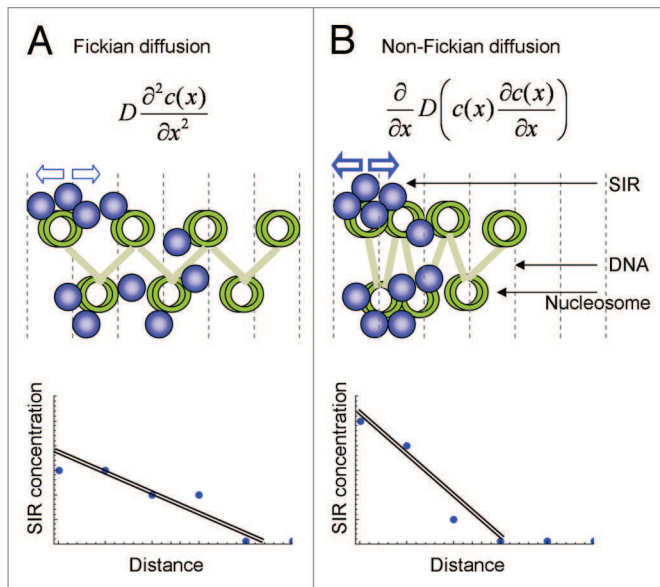 A Fickian diffusion
D ∂²c(x) / ∂x²
SIR concentration
Distance
B Non-Fickian diffusion
∂/∂x D ( c(x) ∂c(x)/∂x )
SIR
DNA
Nucleosome
SIR concentration
Distance